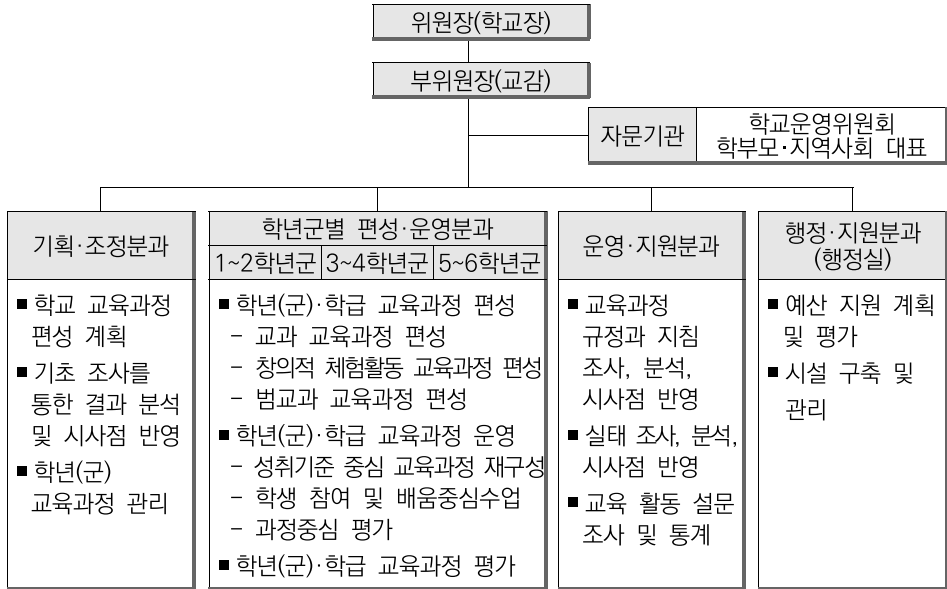 위원장(학교장)
부위원장(교감)
자문기관
학교운영위원회
학부모·지역사회 대표
기획·조정분과
■ 학교 교육과정
편성 계획
■ 기초 조사를
통한 결과 분석
및 시사점 반영
■ 학년(군)
교육과정 관리
학년군별 편성·운영분과
1~2학년군 3~4학년군 5~6학년군
■ 학년(군)·학급 교육과정 편성
- 교과 교육과정 편성
- 창의적 체험활동 교육과정 편성
- 범교과 교육과정 편성
■ 학년(군)·학급 교육과정 운영
- 성취기준 중심 교육과정 재구성
- 학생 참여 및 배움중심수업
- 과정중심 평가
■ 학년(군)·학급 교육과정 평가
운영·지원분과
■ 교육과정
규정과 지침
조사, 분석,
시사점 반영
■ 실태 조사, 분석,
시사점 반영
■ 교육 활동 설문
조사 및 통계
행정·지원분과
(행정실)
■ 예산 지원 계획
및 평가
■ 시설 구축 및
관리